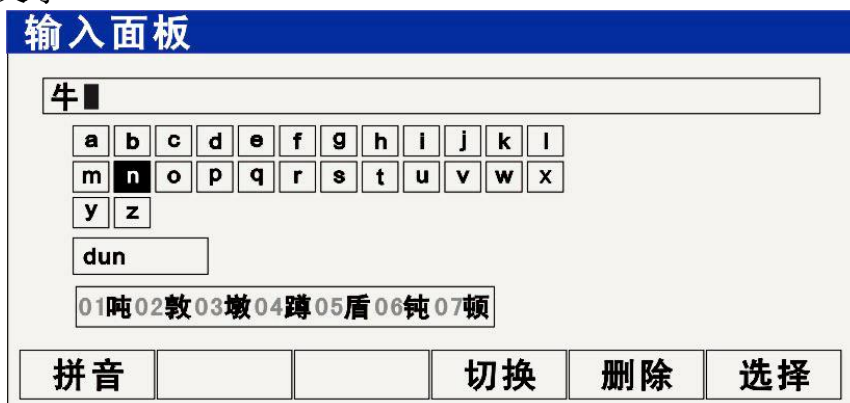 输入面板
牛
a b c d e f g h i j k l
m n o p q r s t u v w x
y z
dun
01吨02敦03墩04蹲05盾06钝07顿
拼音 切换 删除 选择